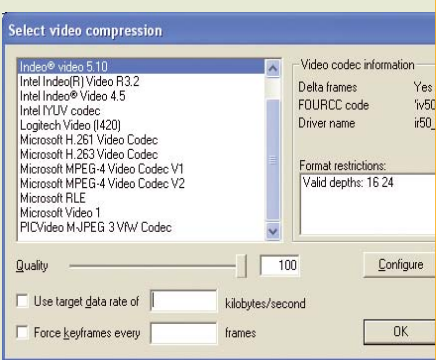 Select video compression
Indeo® video 5.10
Intel Indeo(R) Video R3.2
Intel Indeo® Video 4.5
Intel IYUV codec
Logitech Video (I420)
Microsoft H.261 Video Codec
Microsoft H.263 Video Codec
Microsoft MPEG-4 Video Codec V1
Microsoft MPEG-4 Video Codec V2
Microsoft RLE
Microsoft Video 1
PICVideo M-JPEG 3 VfW Codec
Video codec information
Delta frames Yes
FOURCC code 'iv50
Driver name ir50_
Format restrictions:
Valid depths: 16 24
Quality 100 Configure
Use target data rate of kilobytes/second
Force keyframes every frames OK